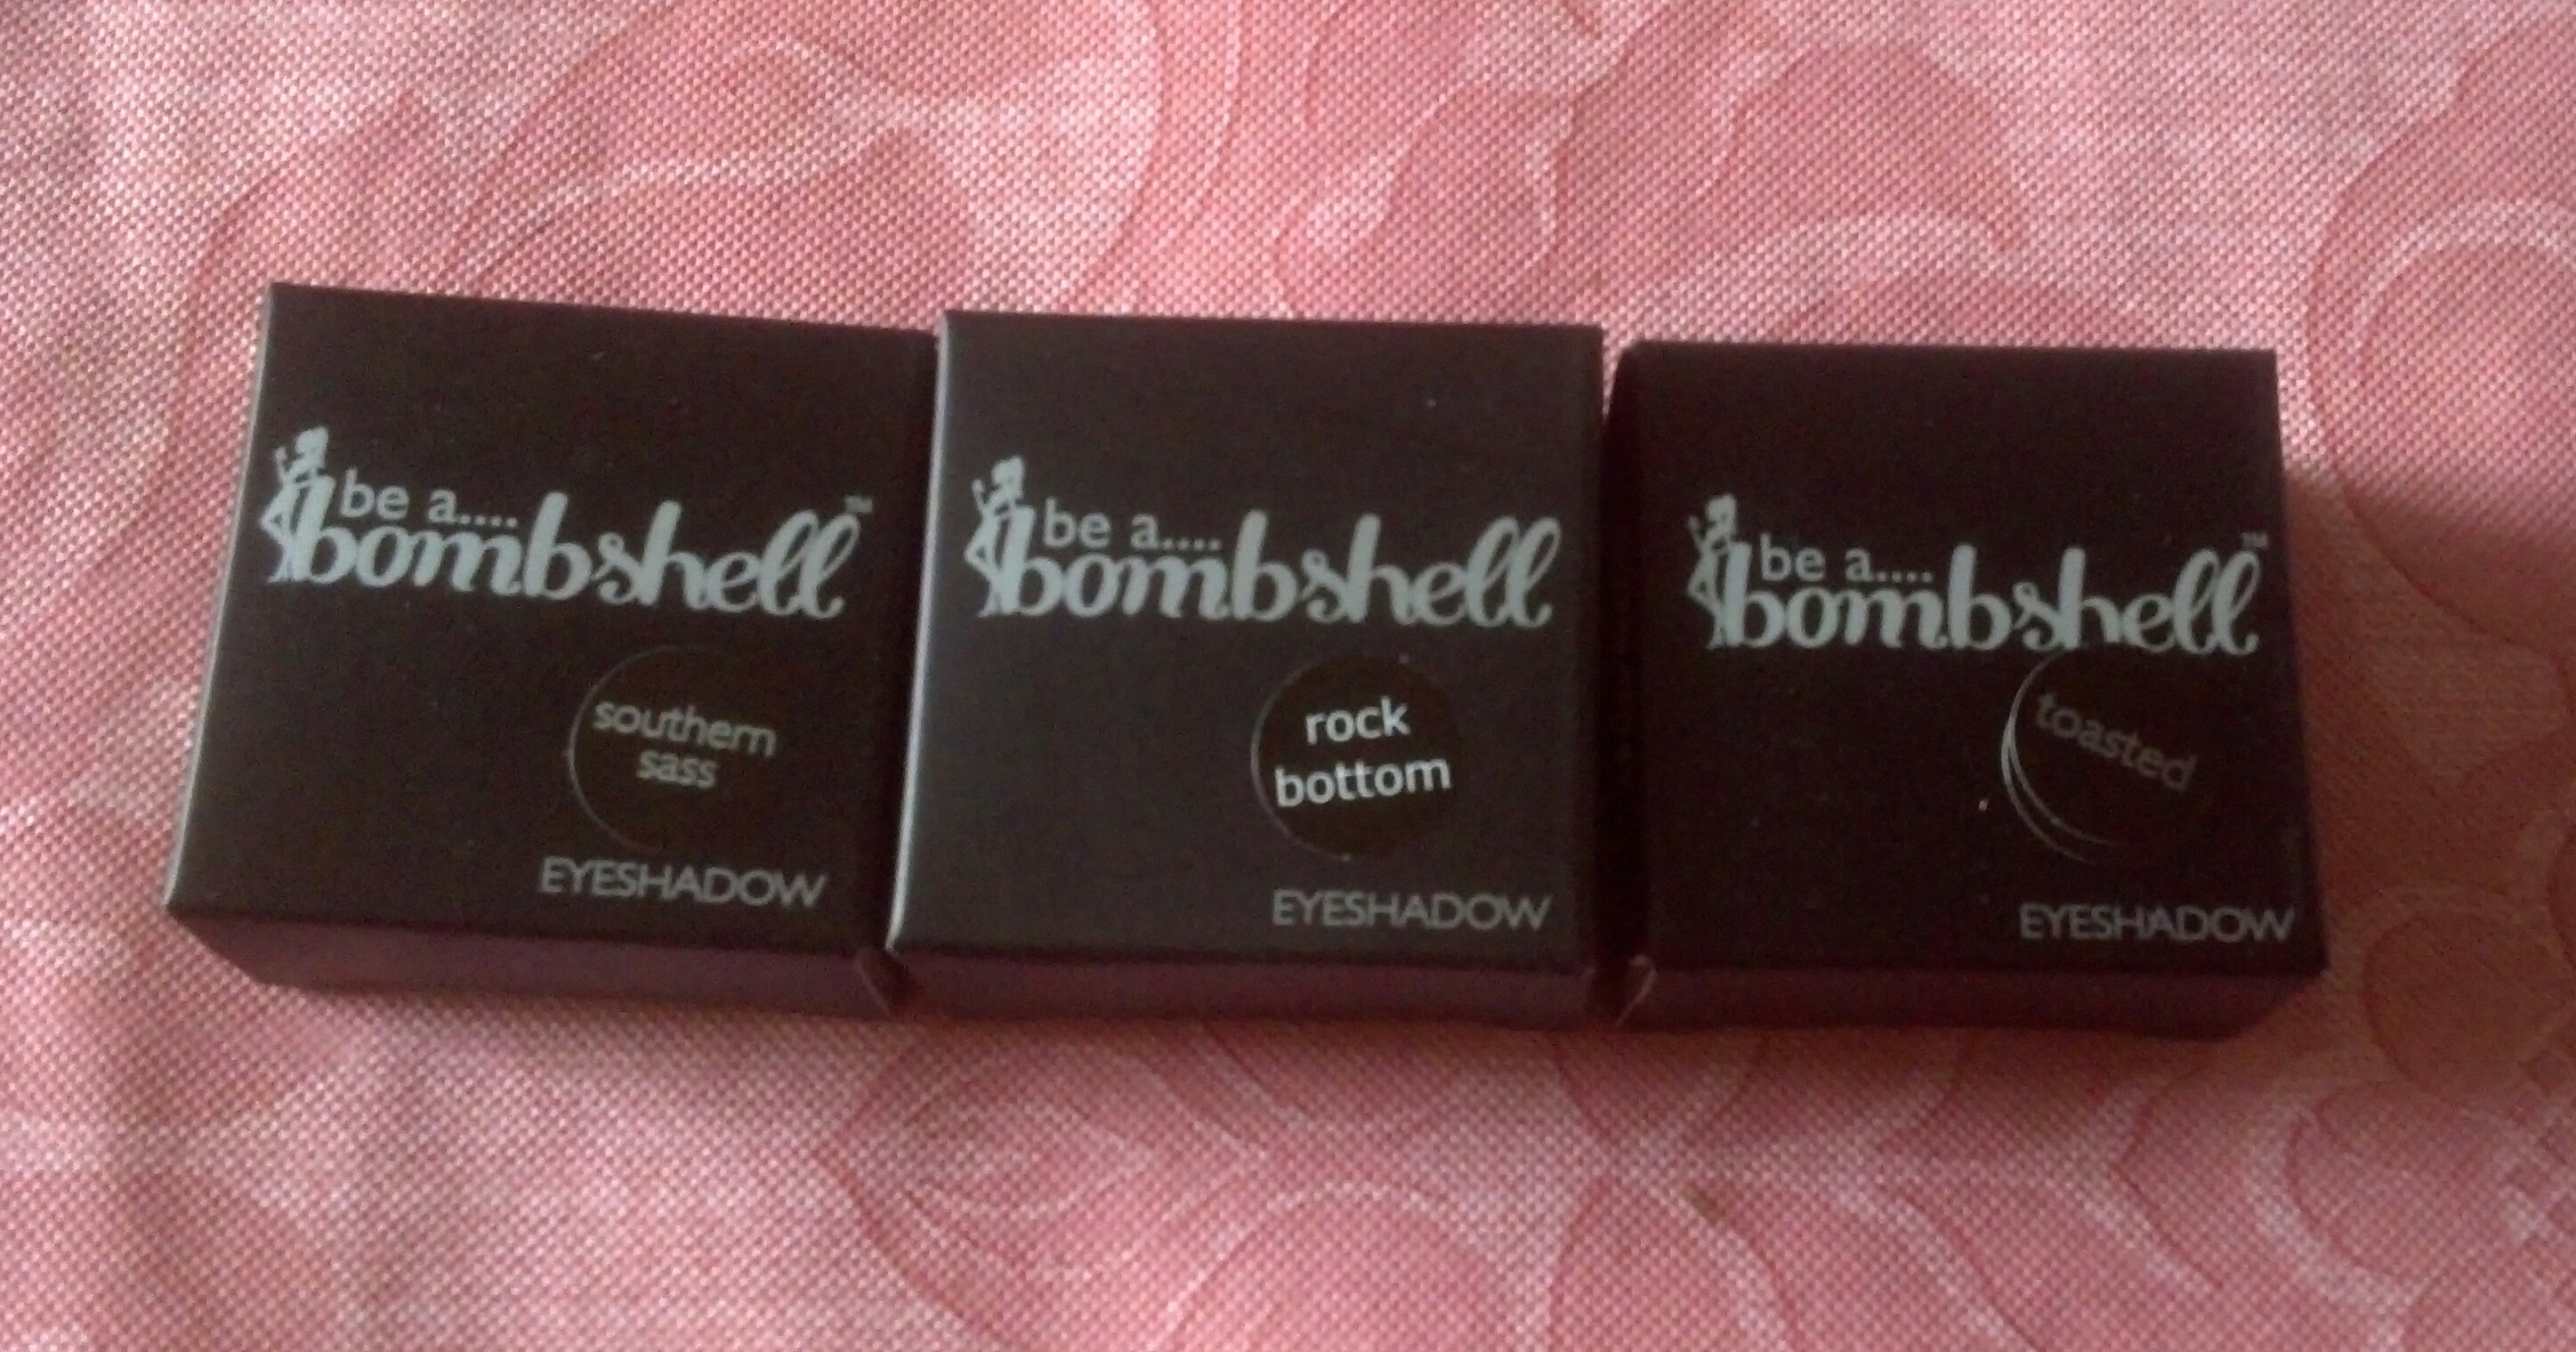 be a....
bombshell™
southern
sass
EYESHADOW
be a....
bombshell
rock
bottom
EYESHADOW
be a....
bombshell™
toasted
EYESHADOW